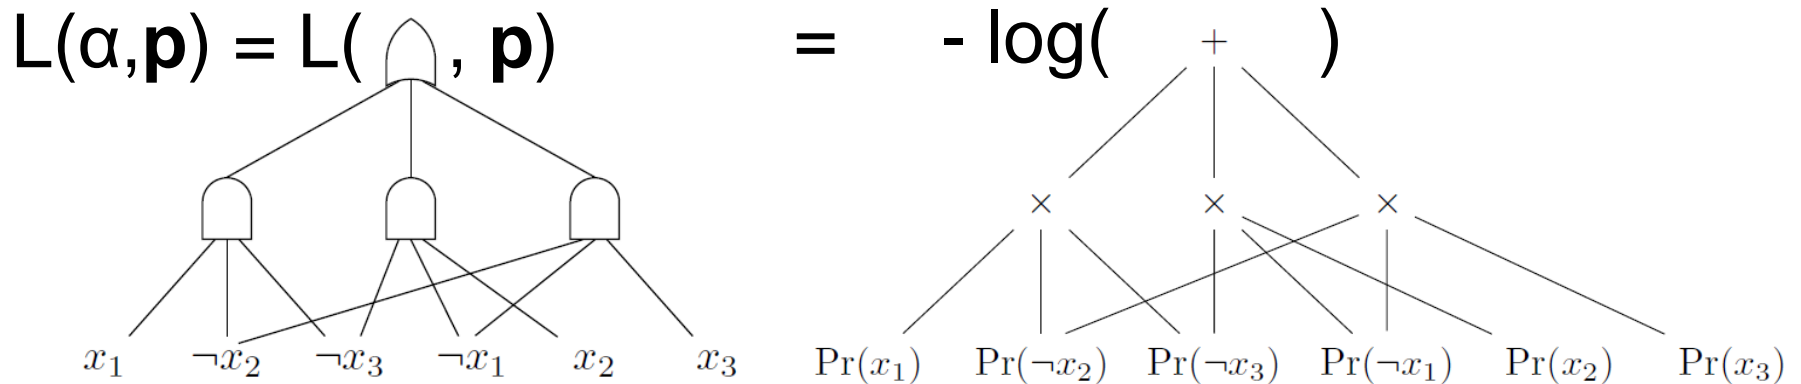 L(α,p) = L( , p) = - log( + )
× × ×
x₁ ¬x₂ ¬x₃ ¬x₁ x₂ x₃ Pr(x₁) Pr(¬x₂) Pr(¬x₃) Pr(¬x₁) Pr(x₂) Pr(x₃)